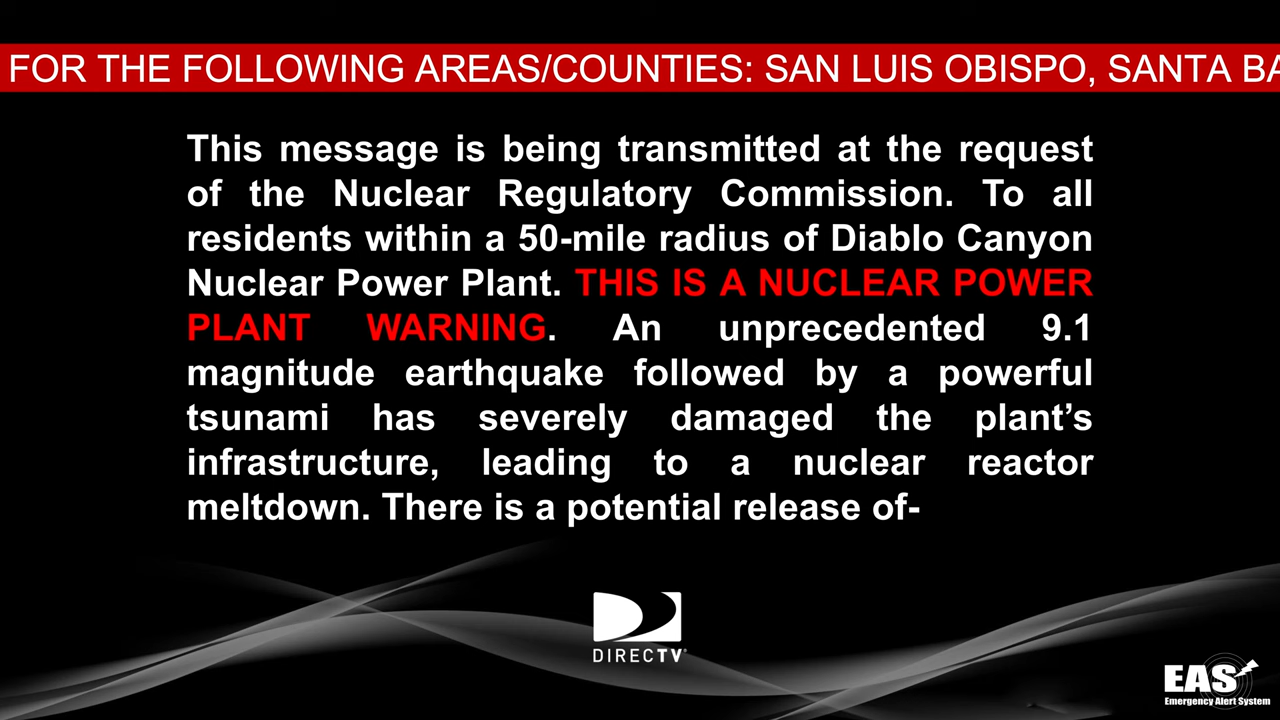 FOR THE FOLLOWING AREAS/COUNTIES: SAN LUIS OBISPO, SANTA BA
This message is being transmitted at the request
of the Nuclear Regulatory Commission. To all
residents within a 50-mile radius of Diablo Canyon
Nuclear Power Plant. THIS IS A NUCLEAR POWER
PLANT WARNING. An unprecedented 9.1
magnitude earthquake followed by a powerful
tsunami has severely damaged the plant’s
infrastructure, leading to a nuclear reactor
meltdown. There is a potential release of-
DIRECTV
EAS
Emergency Alert System